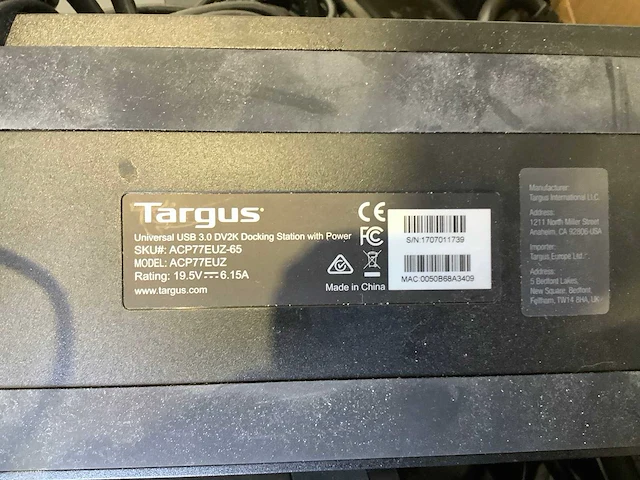 Targus
Universal USB 3.0 DV2K Docking Station with Power
SKU#: ACP77EUZ-65
MODEL: ACP77EUZ
Rating: 19.5V⎓6.15A
www.targus.com
CE
FC
Made in China
S/N:1707011739
MAC:0050B68A3409
Manufacturer:
Targus International LLC.
Address:
1211 North Miller Street
Anaheim, CA 92806-USA
Importer:
Targus Europe Ltd.
Address:
5 Bedford Lakes,
New Square, Bedfont,
Feltham, TW14 8HA, UK